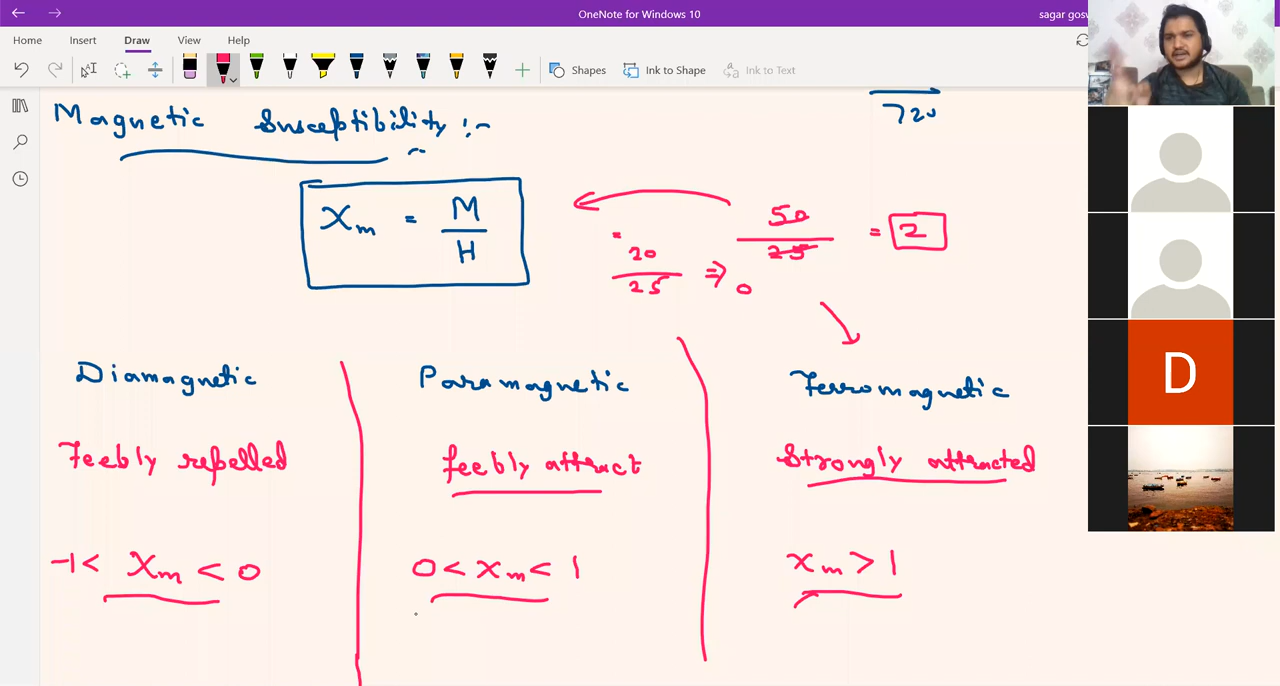 OneNote for Windows 10
sagar gos
Home Insert Draw View Help
Shapes Ink to Shape Ink to Text
Magnetic Susceptibility :-
720
Xm = M/H
50/25 = 2
= 20/25 ⇒ 0
Diamagnetic Paramagnetic Ferromagnetic
Feebly repelled feebly attract Strongly attracted
-1 < Xm < 0 0 < xm < 1 xm > 1
D